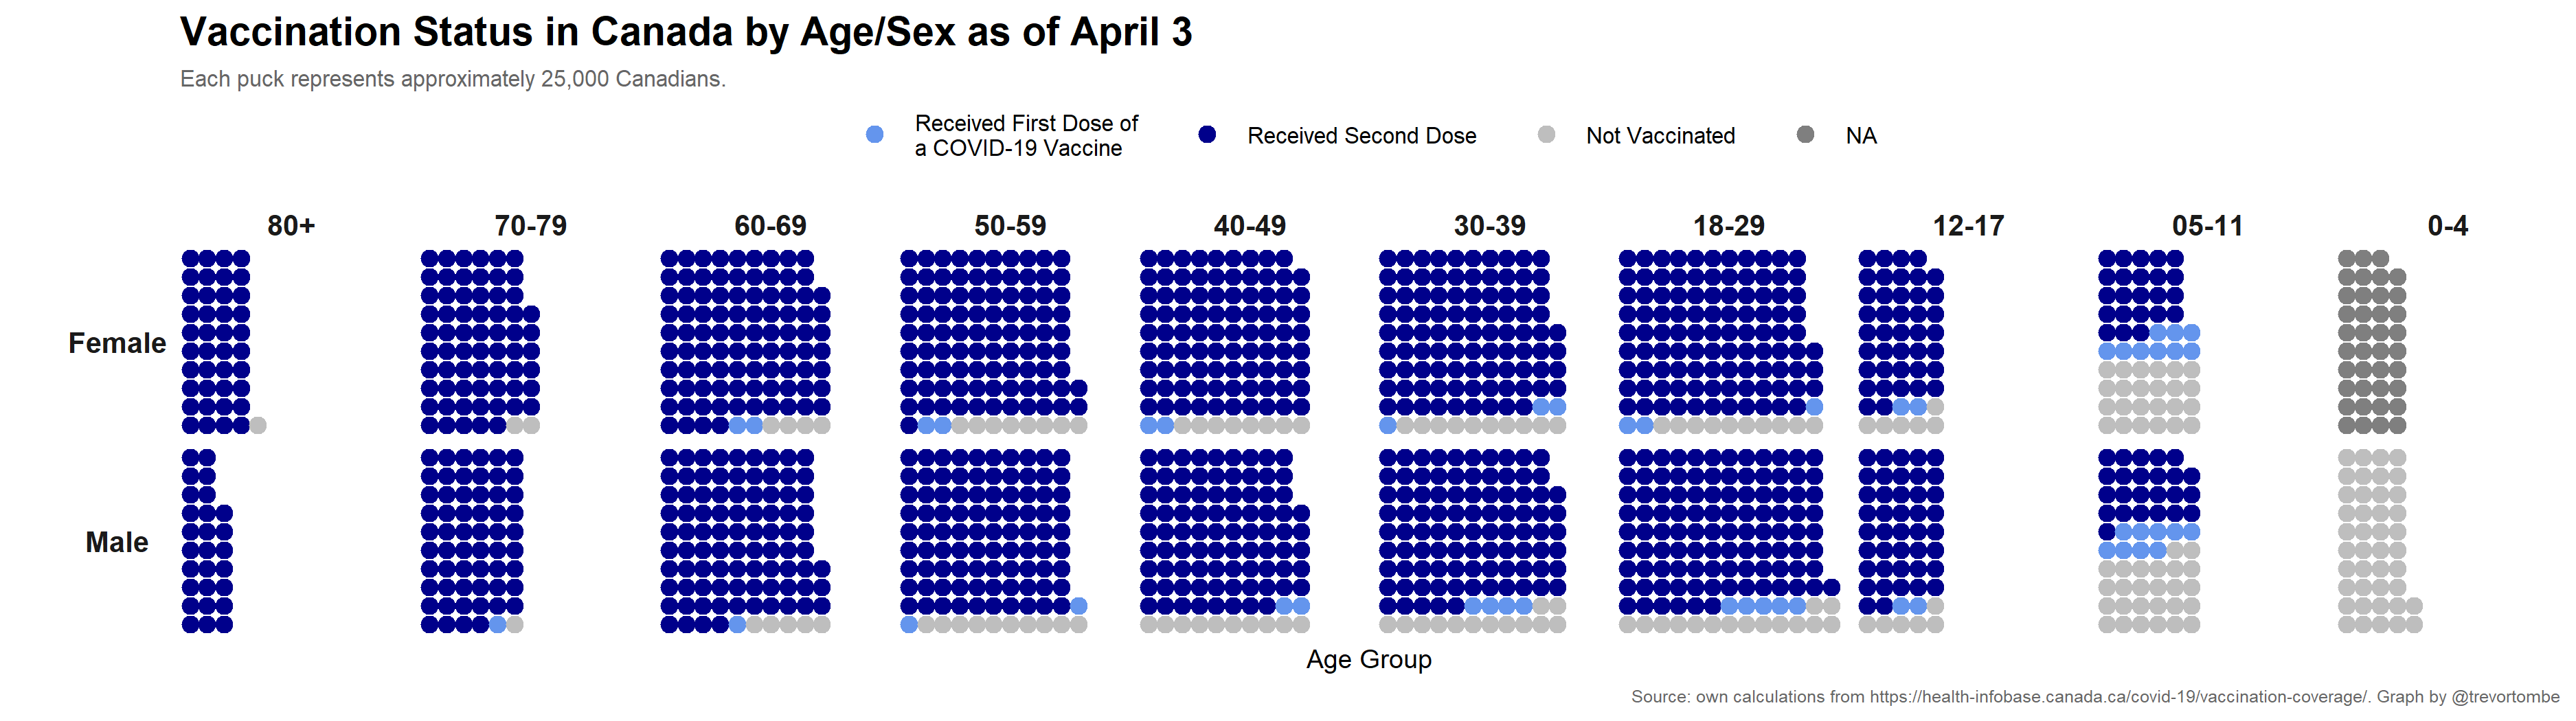 Vaccination Status in Canada by Age/Sex as of April 3
Each puck represents approximately 25,000 Canadians.
Received First Dose of
a COVID-19 Vaccine
Received Second Dose
Not Vaccinated
NA
80+ 70-79 60-69 50-59 40-49 30-39 18-29 12-17 05-11 0-4
Female
Male
Age Group
Source: own calculations from https://health-infobase.canada.ca/covid-19/vaccination-coverage/. Graph by @trevortombe